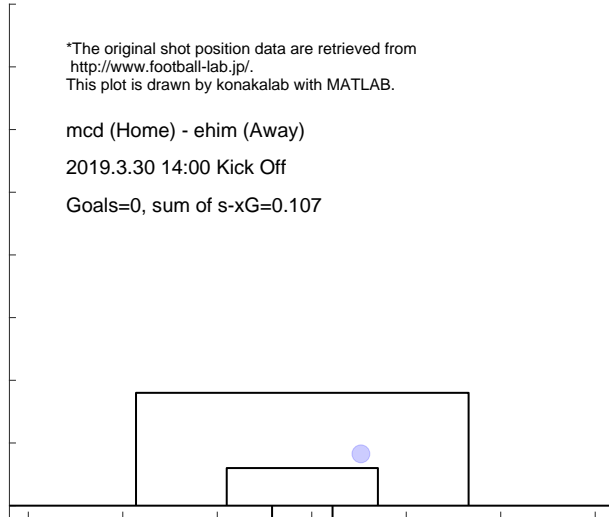 *The original shot position data are retrieved from
http://www.football-lab.jp/.
This plot is drawn by konakalab with MATLAB.
mcd (Home) - ehim (Away)
2019.3.30 14:00 Kick Off
Goals=0, sum of s-xG=0.107